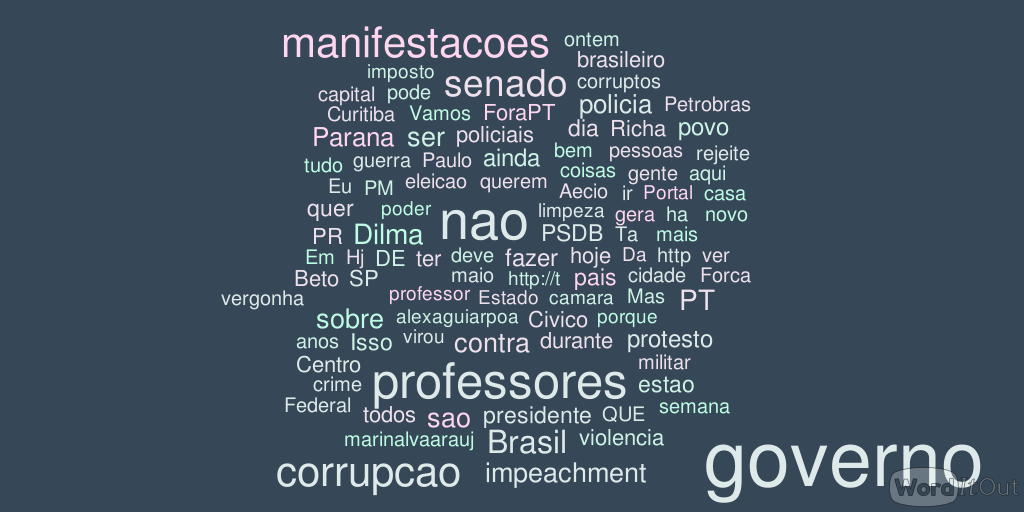 manifestacoes ontem
brasileiro
imposto senado corruptos
capital pode policia Petrobras
Curitiba Vamos ForaPT
Parana ser policiais dia Richa povo
tudo guerra Paulo ainda bem pessoas rejeite
coisas gente aqui
Eu PM eleicao querem Aecio ir Portal casa
quer poder nao limpeza gera ha novo
PR Dilma PSDB Ta mais
Em Hj DE ter deve fazer hoje Da http ver
Beto SP maio http://t pais cidade Forca
vergonha professor Estado camara Mas PT
sobre alexaguiarpoa Civico porque
anos Isso virou contra durante protesto
Centro militar
crime professores estao
Federal todos sao presidente QUE semana
marinalvaarauj Brasil violencia
corrupcao impeachment governo
WordItOut